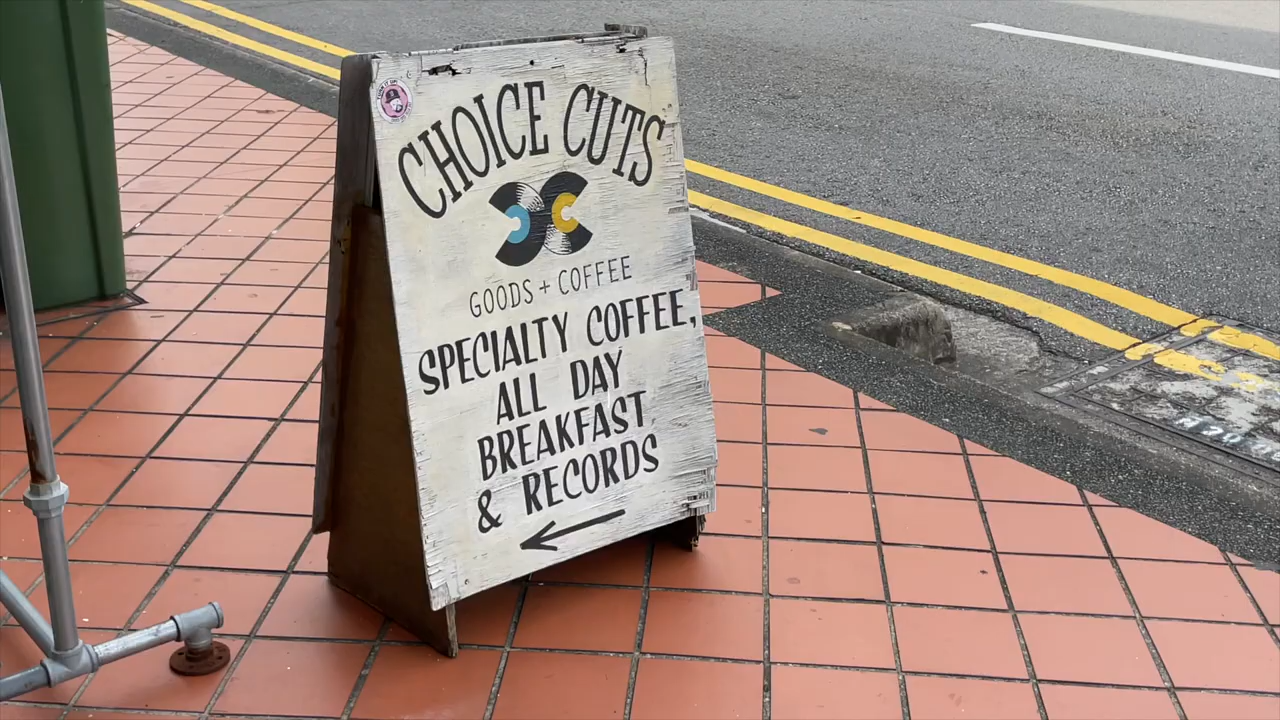 CHOICE CUTS
GOODS + COFFEE
SPECIALTY COFFEE,
ALL DAY
BREAKFAST
& RECORDS